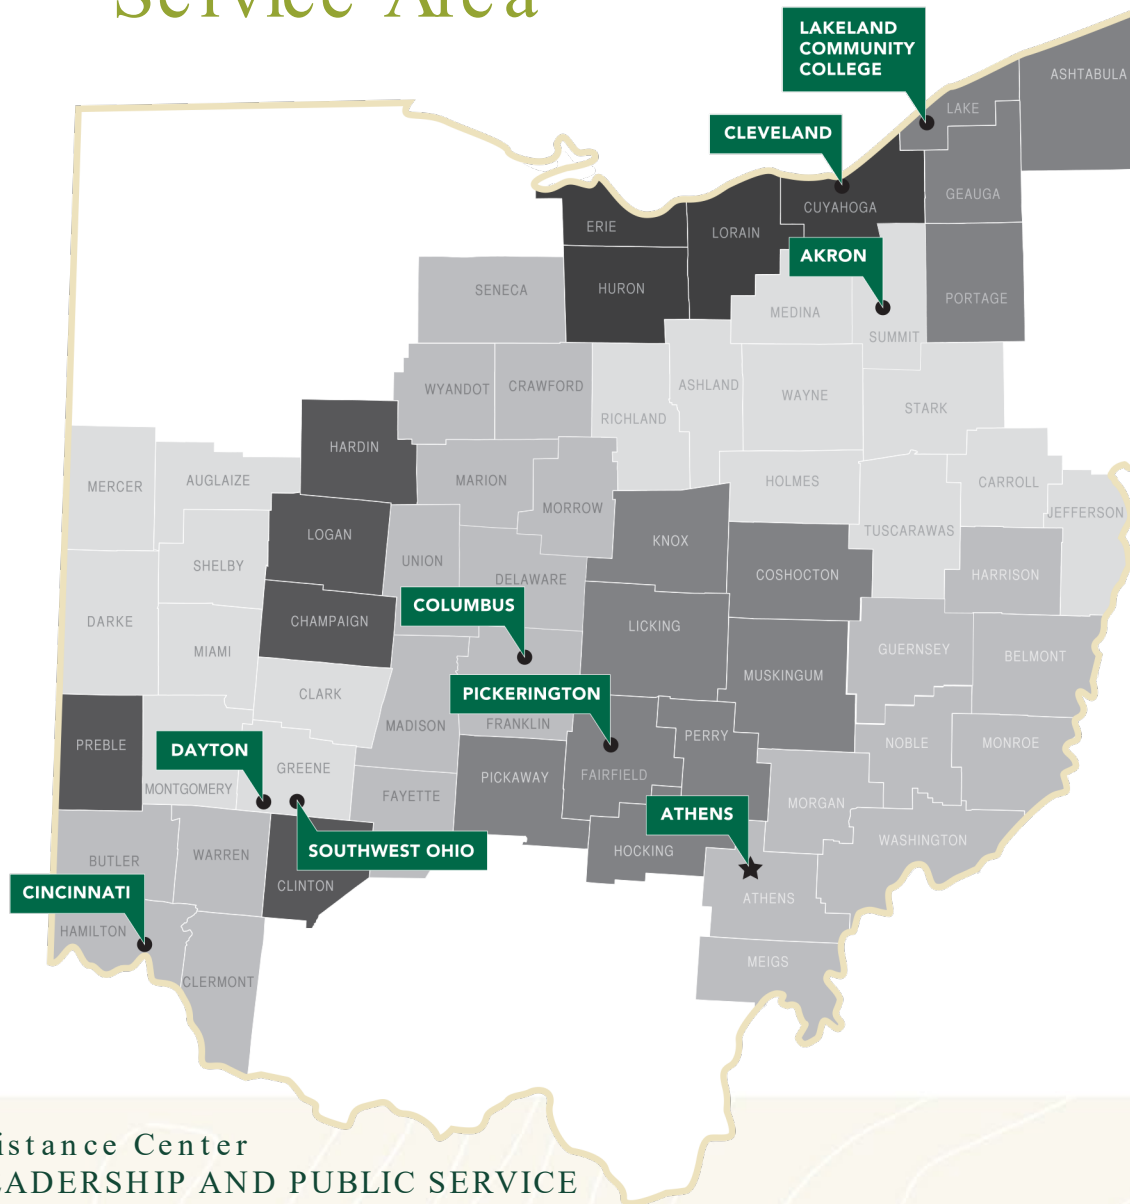 Service Area
LAKELAND
COMMUNITY
COLLEGE
ASHTABULA
LAKE
CLEVELAND
GEAUGA
CUYAHOGA
ERIE
LORAIN
AKRON
SENECA
HURON
PORTAGE
MEDINA
SUMMIT
WYANDOT
CRAWFORD
ASHLAND
WAYNE
STARK
RICHLAND
HARDIN
MERCER
AUGLAIZE
MARION
HOLMES
CARROLL
MORROW
JEFFERSON
LOGAN
KNOX
TUSCARAWAS
SHELBY
UNION
DELAWARE
COSHOCTON
HARRISON
COLUMBUS
DARKE
CHAMPAIGN
LICKING
MIAMI
GUERNSEY
BELMONT
MUSKINGUM
CLARK
PICKERINGTON
MADISON
FRANKLIN
PREBLE
DAYTON
PERRY
NOBLE
MONROE
GREENE
PICKAWAY
FAIRFIELD
MONTGOMERY
FAYETTE
MORGAN
ATHENS
WASHINGTON
BUTLER
WARREN
SOUTHWEST OHIO
HOCKING
CINCINNATI
CLINTON
ATHENS
HAMILTON
MEIGS
CLERMONT
istance Center
LEADERSHIP AND PUBLIC SERVICE